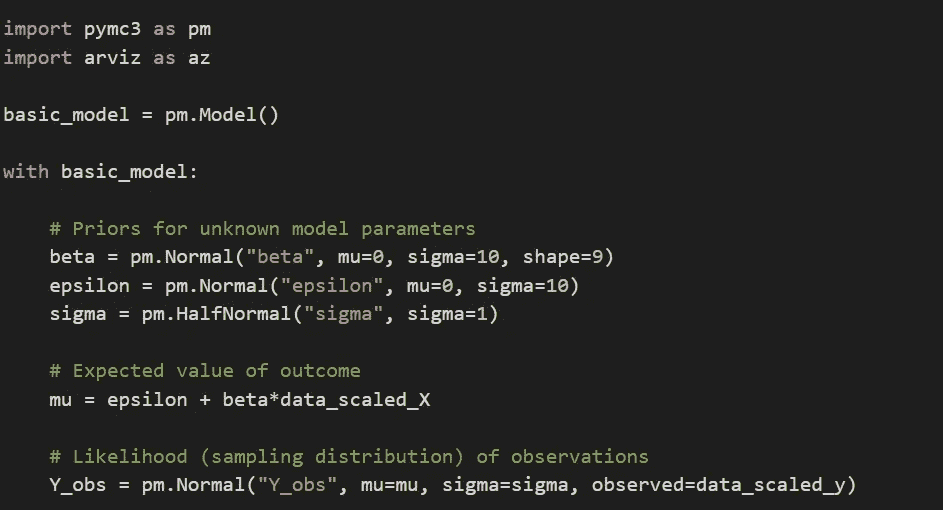 import pymc3 as pm
import arviz as az
basic_model = pm.Model()
with basic_model:
# Priors for unknown model parameters
beta = pm.Normal("beta", mu=0, sigma=10, shape=9)
epsilon = pm.Normal("epsilon", mu=0, sigma=10)
sigma = pm.HalfNormal("sigma", sigma=1)
# Expected value of outcome
mu = epsilon + beta*data_scaled_X
# Likelihood (sampling distribution) of observations
Y_obs = pm.Normal("Y_obs", mu=mu, sigma=sigma, observed=data_scaled_y)